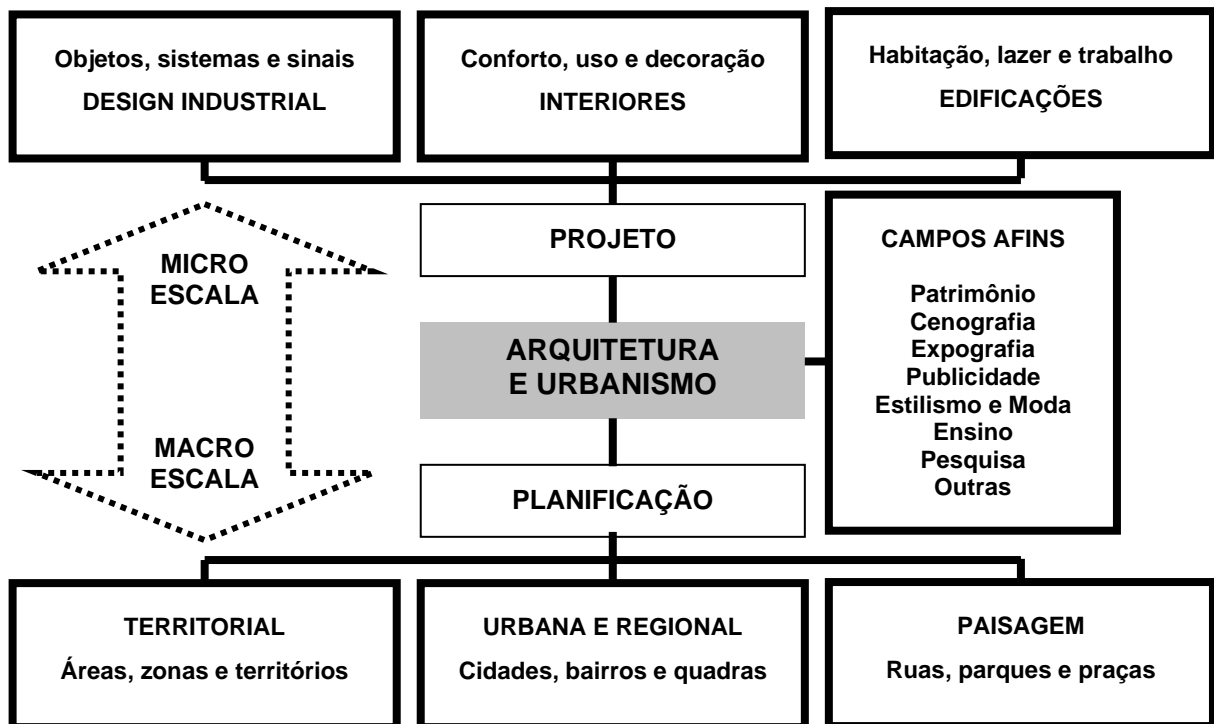 Objetos, sistemas e sinais
DESIGN INDUSTRIAL
Conforto, uso e decoração
INTERIORES
Habitação, lazer e trabalho
EDIFICAÇÕES
MICRO
ESCALA
MACRO
ESCALA
PROJETO
ARQUITETURA
E URBANISMO
PLANIFICAÇÃO
CAMPOS AFINS
Patrimônio
Cenografia
Expografia
Publicidade
Estilismo e Moda
Ensino
Pesquisa
Outras
TERRITORIAL
Áreas, zonas e territórios
URBANA E REGIONAL
Cidades, bairros e quadras
PAISAGEM
Ruas, parques e praças